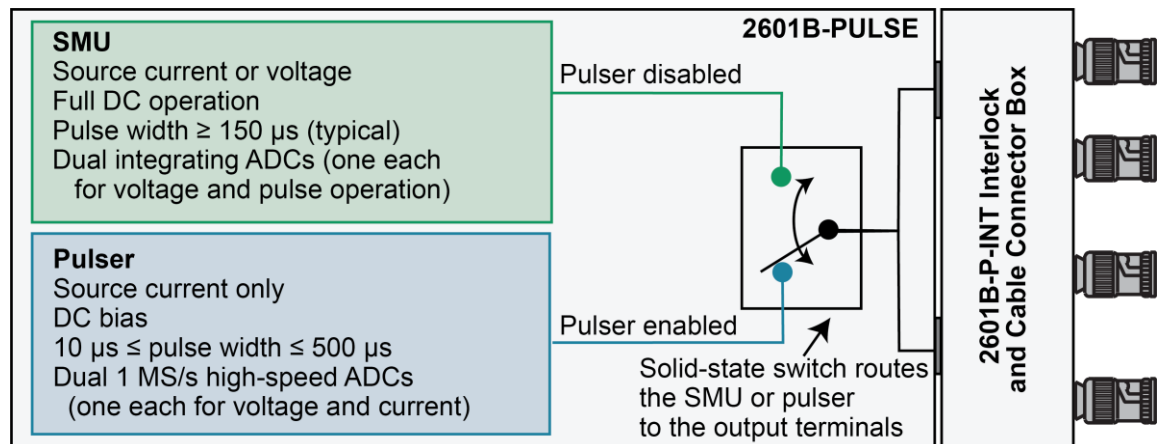 SMU
Source current or voltage
Full DC operation
Pulse width ≥ 150 µs (typical)
Dual integrating ADCs (one each
for voltage and pulse operation)
Pulser
Source current only
DC bias
10 µs ≤ pulse width ≤ 500 µs
Dual 1 MS/s high-speed ADCs
(one each for voltage and current)
Pulser disabled
Pulser enabled
2601B-PULSE
Solid-state switch routes
the SMU or pulser
to the output terminals
2601B-P-INT Interlock
and Cable Connector Box